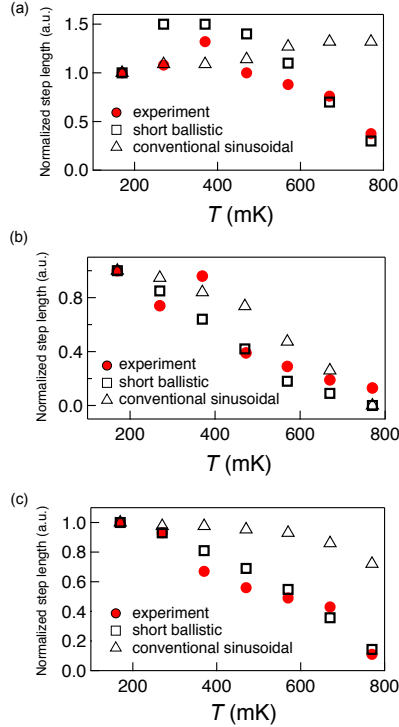 (a)
Normalized step length (a.u.)
1.5
1.0
0.5
0.0
experiment
short ballistic
conventional sinusoidal
200
400
600
800
T (mK)
(b)
Normalized step length (a.u.)
0.8
0.4
0.0
experiment
short ballistic
conventional sinusoidal
200
400
600
800
T (mK)
(c)
Normalized step length (a.u.)
1.0
0.8
0.6
0.4
0.2
0.0
experiment
short ballistic
conventional sinusoidal
200
400
600
800
T (mK)